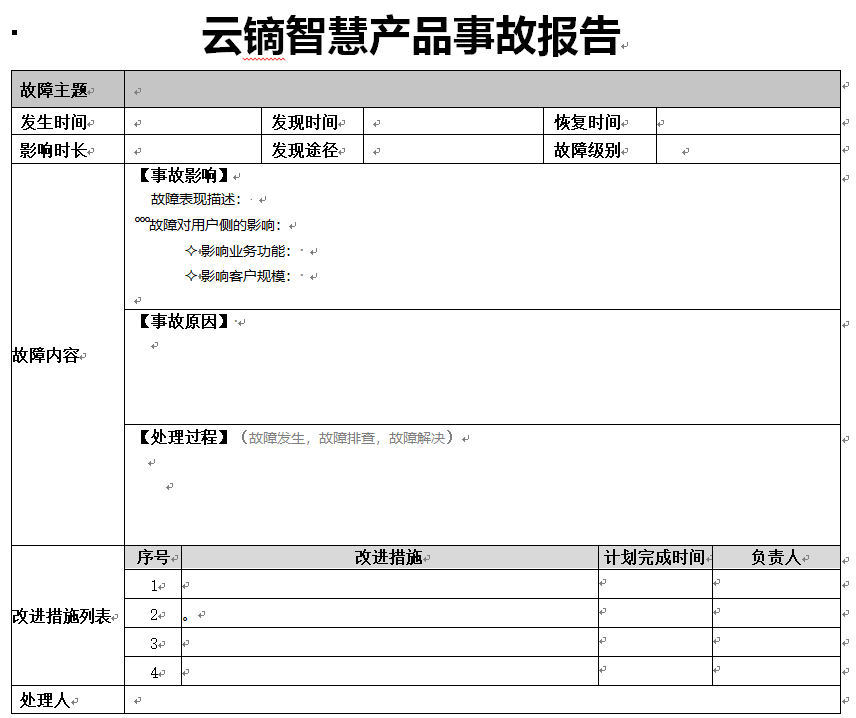 云镝智慧产品事故报告
故障主题
发生时间 发现时间 恢复时间
影响时长 发现途径 故障级别
故障内容
【事故影响】
故障表现描述：
故障对用户侧的影响：
影响业务功能：
影响客户规模：
【事故原因】
【处理过程】（故障发生，故障排查，故障解决）
改进措施列表
序号 改进措施 计划完成时间 负责人
1
2 。
3
4
处理人